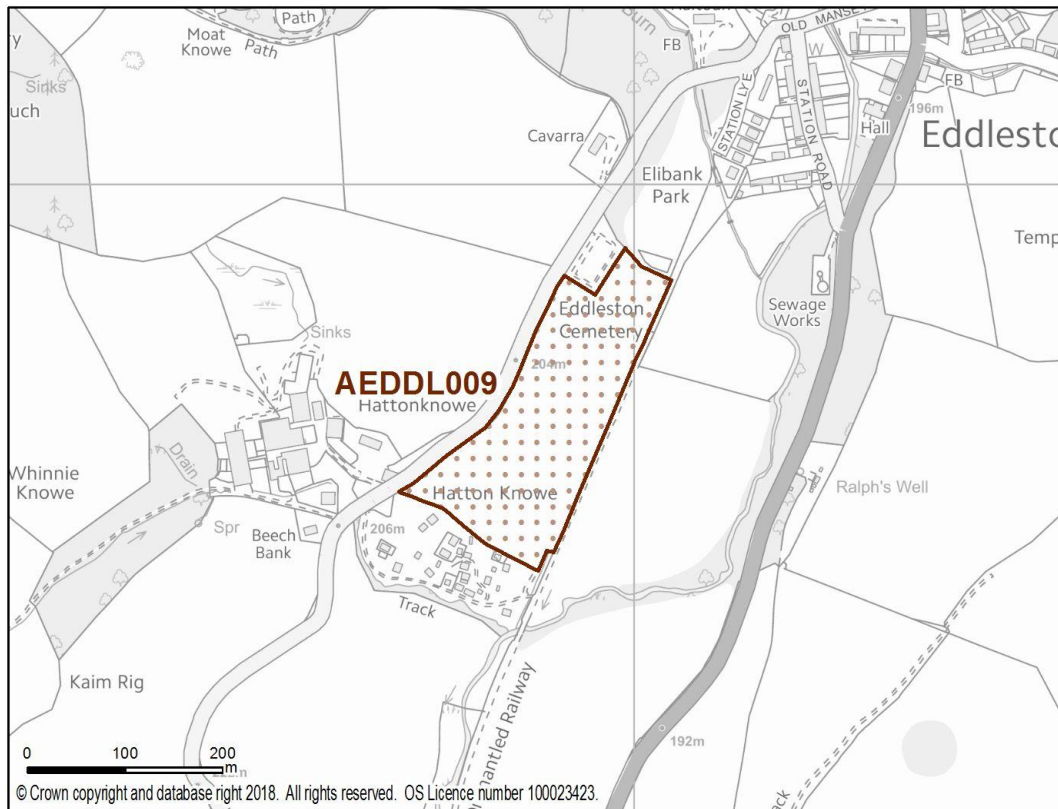 Path
Moat
Knowe
Path
Sinks
uch
Burn
FB
OLD MANSE
W
FB
STATION LYE
STATION ROAD
196m
Hall
Eddlesto
Cavarra
Elibank
Park
Temp
Sewage
Works
Eddleston
Cemetery
Sinks
204m
AEDDL009
Hattonknowe
Whinnie
Knowe
Drain
Hatton Knowe
Ralph's Well
Spr
Beech
Bank
206m
Track
Kaim Rig
192m
0 100 200
m
© Crown copyright and database right 2018. All rights reserved. OS Licence number 100023423.